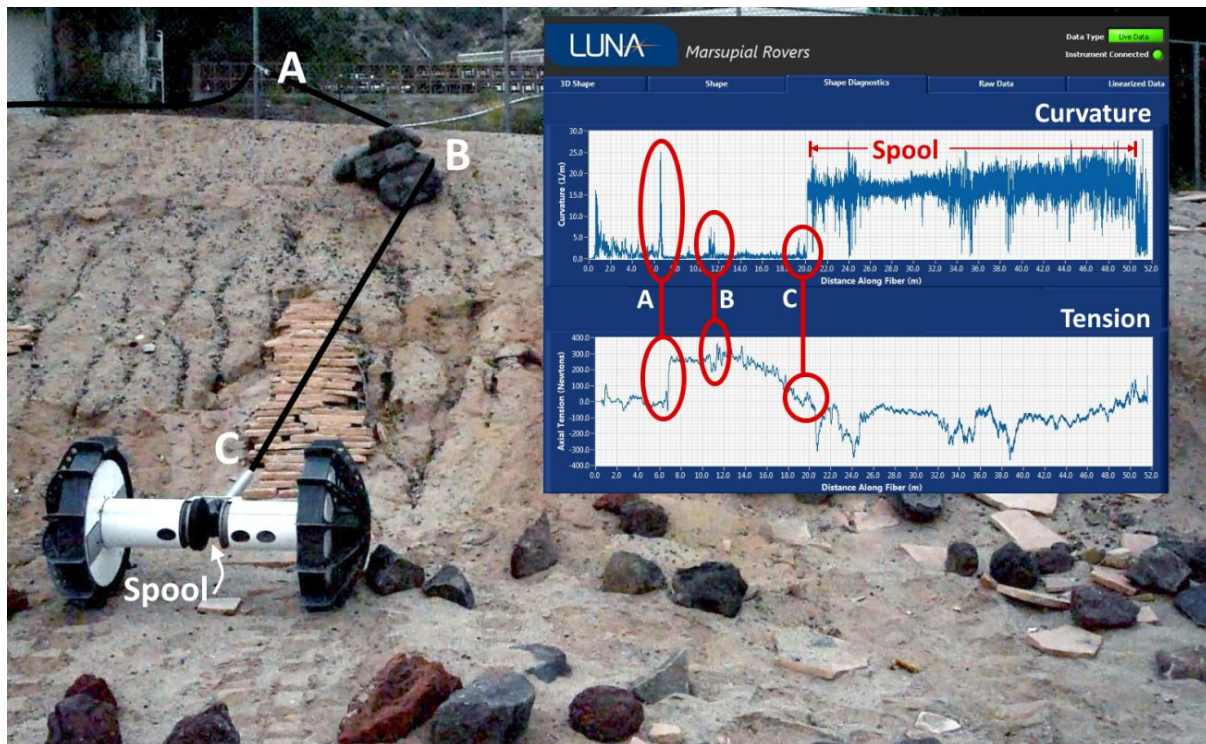 A
B
C
Spool
LUNA
Marsupial Rovers
Data Type Live Data
Instrument Connected
3D Shape Shape Shape Diagnostics Raw Data Linearized Data
Curvature
Spool
Curvature (1/m)
30.0
25.0
20.0
15.0
10.0
5.0
0.0
0.0 2.0 4.0 6.0 8.0 10.0 12.0 14.0 16.0 18.0 20.0 22.0 24.0 26.0 28.0 30.0 32.0 34.0 36.0 38.0 40.0 42.0 44.0 46.0 48.0 50.0 52.0
Distance Along Fiber (m)
A B C
Tension
Axial Tension (Newtons)
400.0
300.0
200.0
100.0
0.0
-100.0
-200.0
-300.0
-400.0
0.0 2.0 4.0 6.0 8.0 10.0 12.0 14.0 16.0 18.0 20.0 22.0 24.0 26.0 28.0 30.0 32.0 34.0 36.0 38.0 40.0 42.0 44.0 46.0 48.0 50.0 52.0
Distance Along Fiber (m)